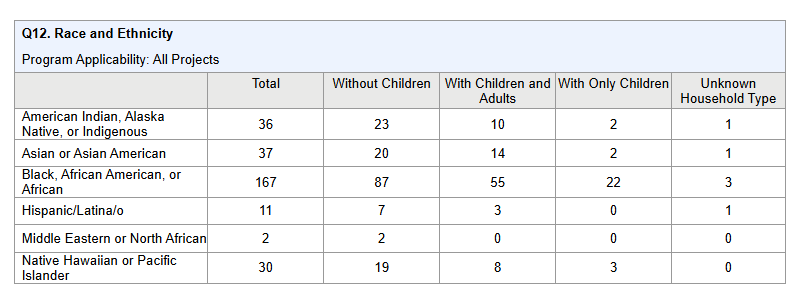 Q12. Race and Ethnicity
Program Applicability: All Projects
Total Without Children With Children and Adults With Only Children Unknown Household Type
American Indian, Alaska Native, or Indigenous 36 23 10 2 1
Asian or Asian American 37 20 14 2 1
Black, African American, or African 167 87 55 22 3
Hispanic/Latina/o 11 7 3 0 1
Middle Eastern or North African 2 2 0 0 0
Native Hawaiian or Pacific Islander 30 19 8 3 0